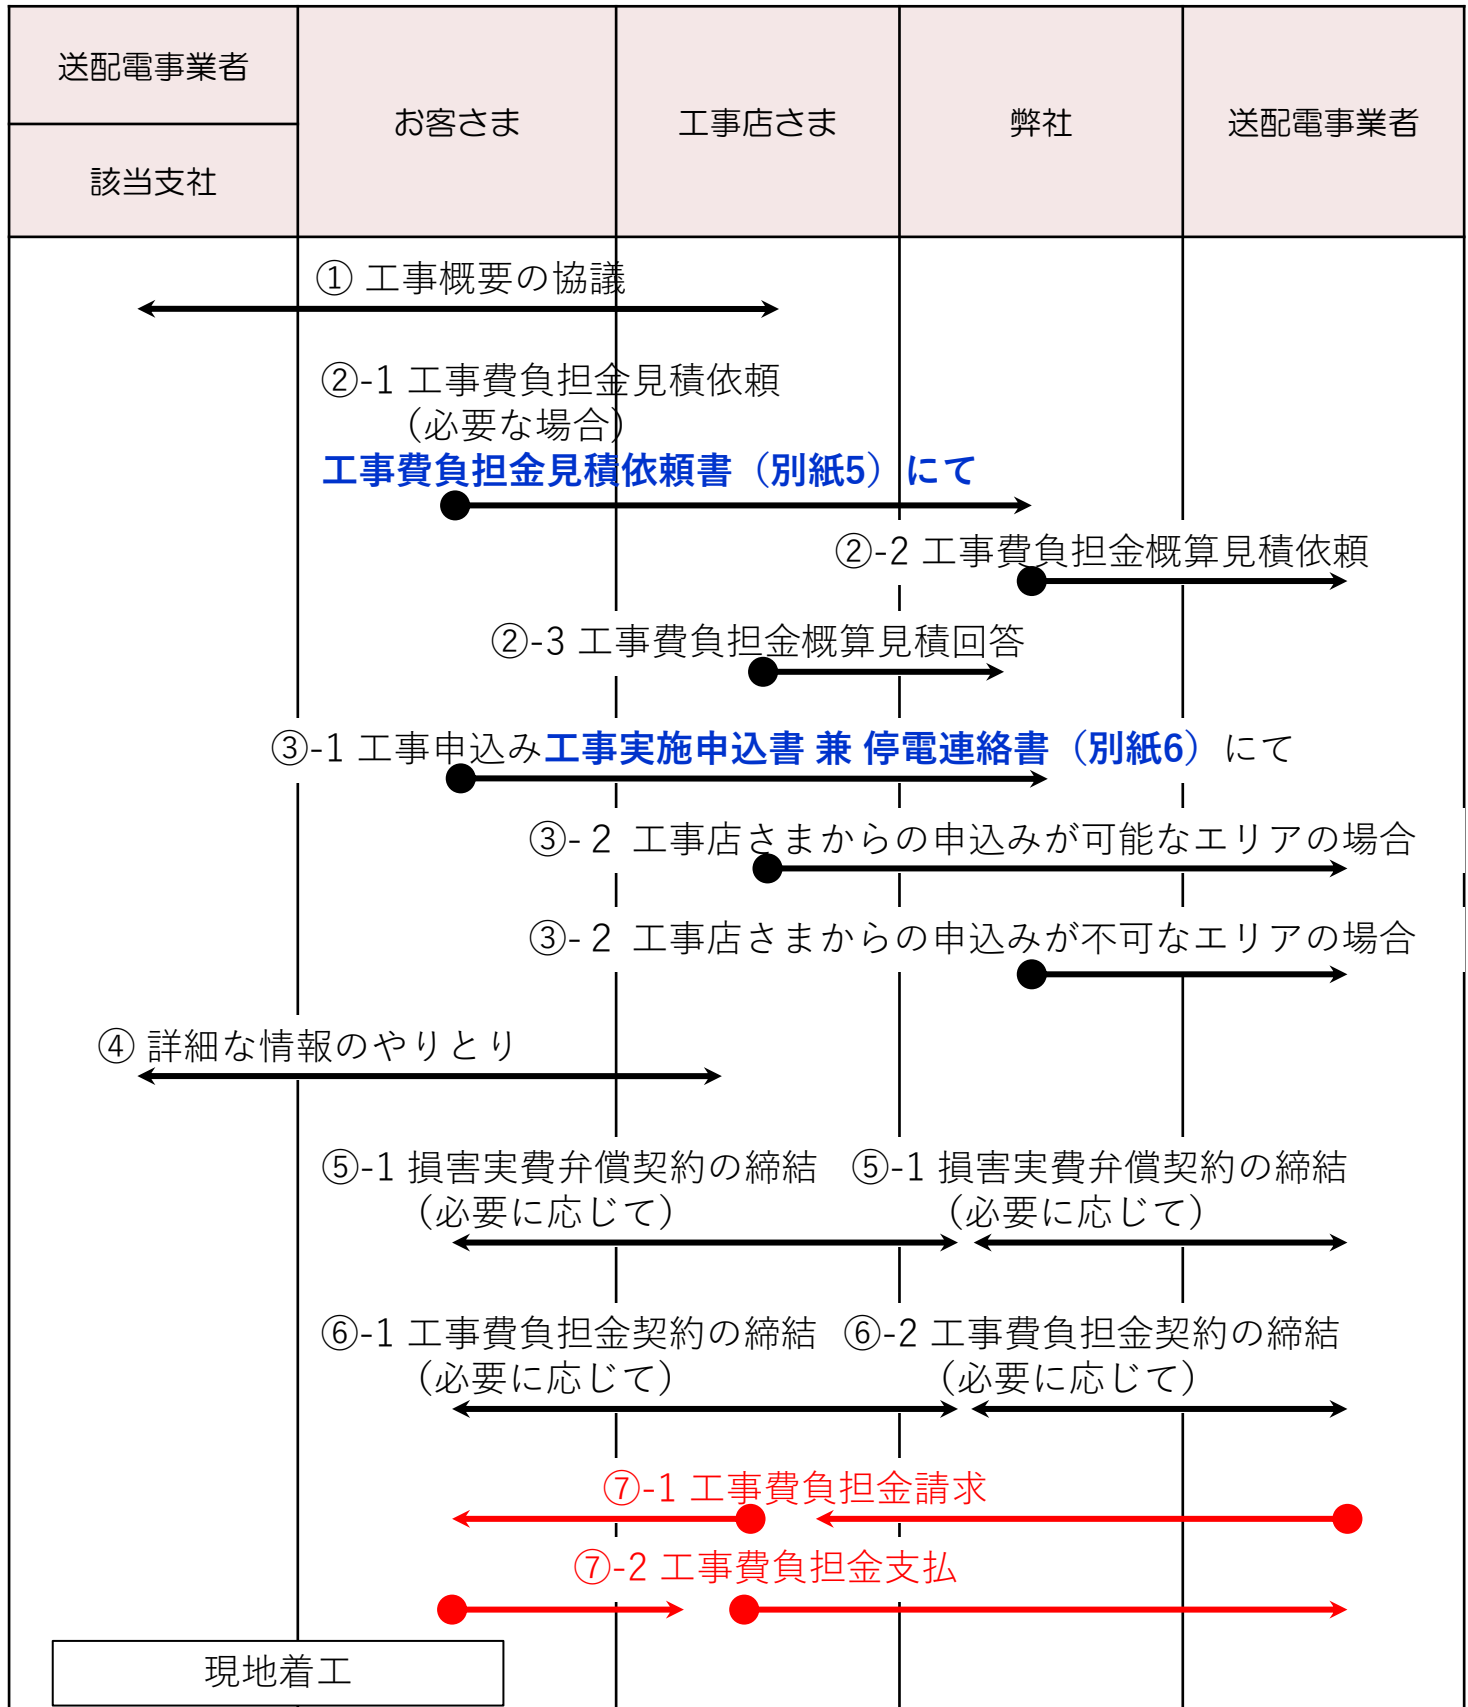 送配電事業者
該当支社
お客さま
工事店さま
弊社
送配電事業者
① 工事概要の協議
②-1 工事費負担金見積依頼
(必要な場合)
工事費負担金見積依頼書（別紙5）にて
②-2 工事費負担金概算見積依頼
②-3 工事費負担金概算見積回答
③-1 工事申込み工事実施申込書 兼 停電連絡書（別紙6）にて
③-２ 工事店さまからの申込みが可能なエリアの場合
③-２ 工事店さまからの申込みが不可なエリアの場合
④ 詳細な情報のやりとり
⑤-1 損害実費弁償契約の締結
(必要に応じて)
⑤-1 損害実費弁償契約の締結
(必要に応じて)
⑥-1 工事費負担金契約の締結
(必要に応じて)
⑥-2 工事費負担金契約の締結
(必要に応じて)
⑦-1 工事費負担金請求
⑦-2 工事費負担金支払
現地着工